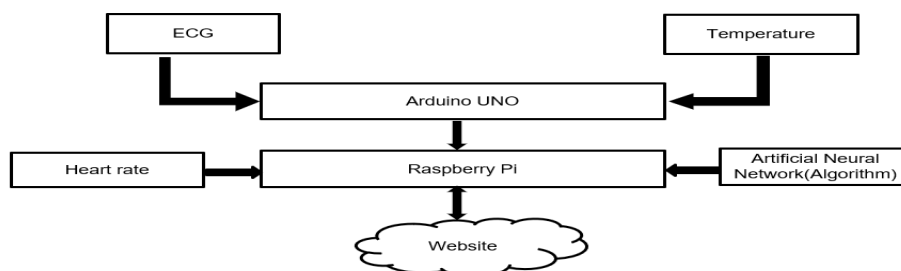 ECG
Temperature
Arduino UNO
Heart rate
Raspberry Pi
Artificial Neural
Network(Algorithm)
Website